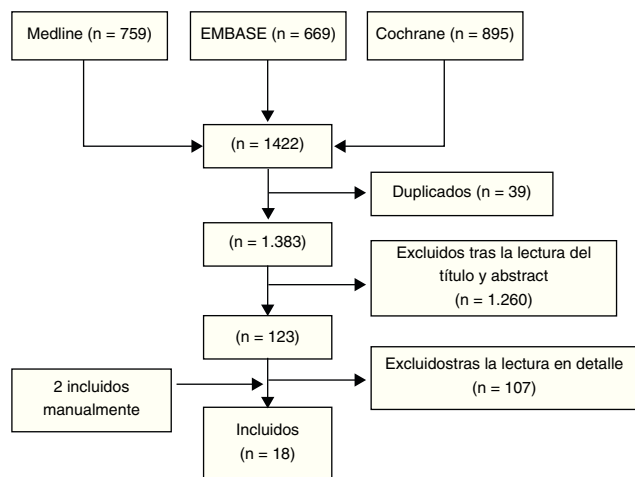 Medline (n = 759)
EMBASE (n = 669)
Cochrane (n = 895)
(n = 1422)
Duplicados (n = 39)
(n = 1.383)
Excluidos tras la lectura del
título y abstract
(n = 1.260)
(n = 123)
Excluidostras la lectura en detalle
(n = 107)
2 incluidos
manualmente
Incluidos
(n = 18)